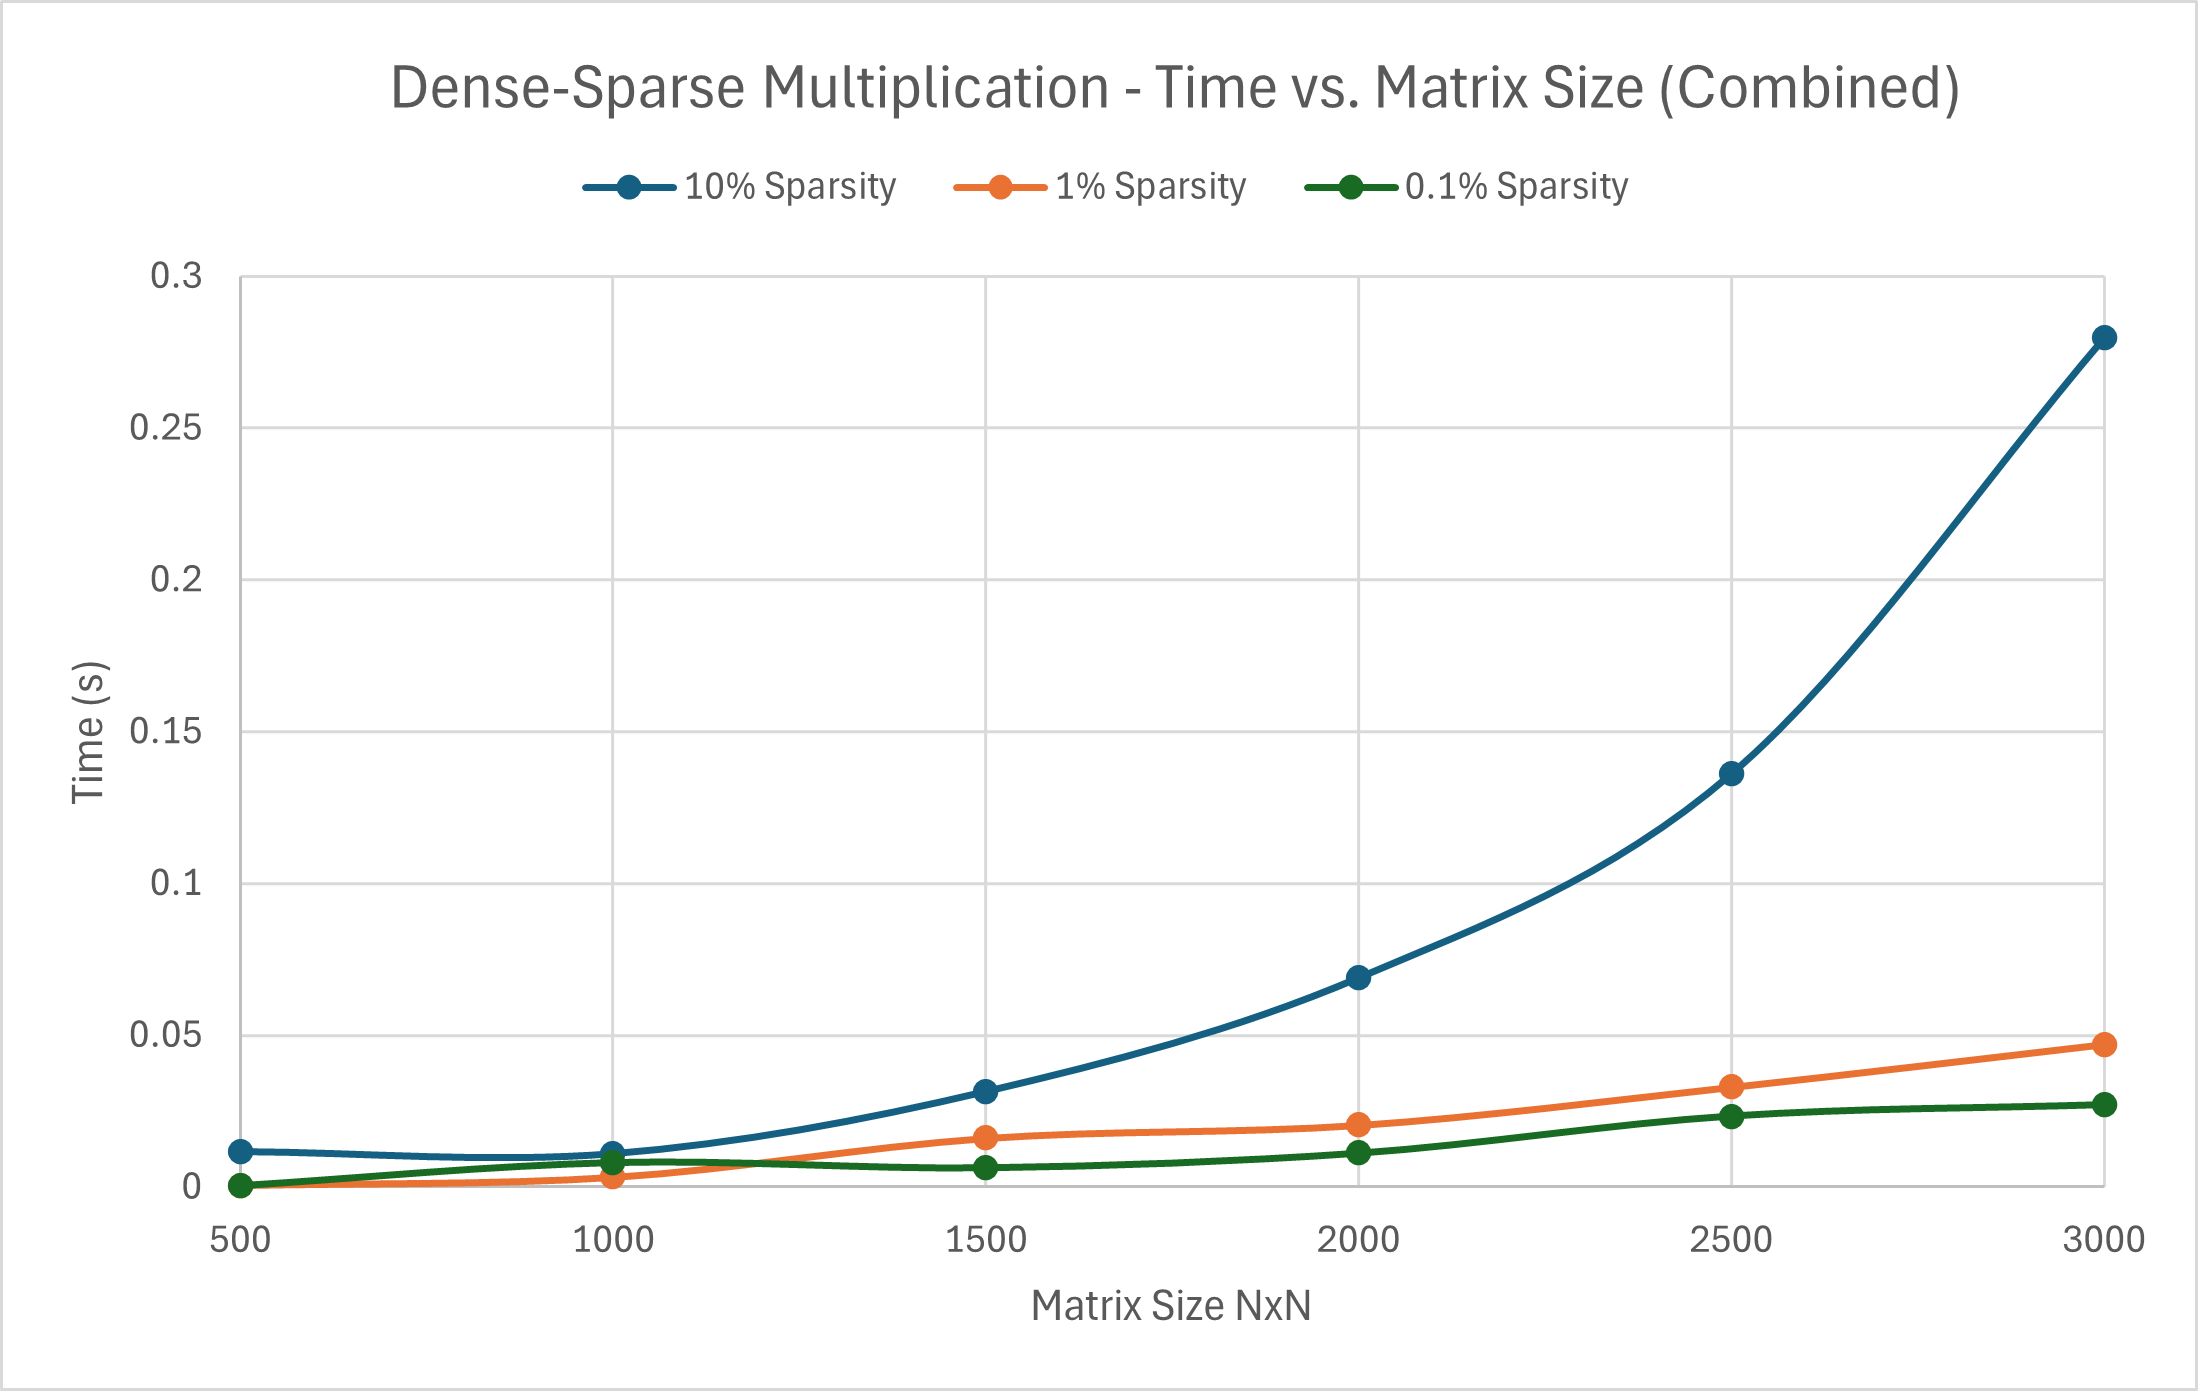 Dense-Sparse Multiplication - Time vs. Matrix Size (Combined)
10% Sparsity 1% Sparsity 0.1% Sparsity
0.3
0.25
0.2
0.15
0.1
0.05
0
Time (s)
500 1000 1500 2000 2500 3000
Matrix Size NxN